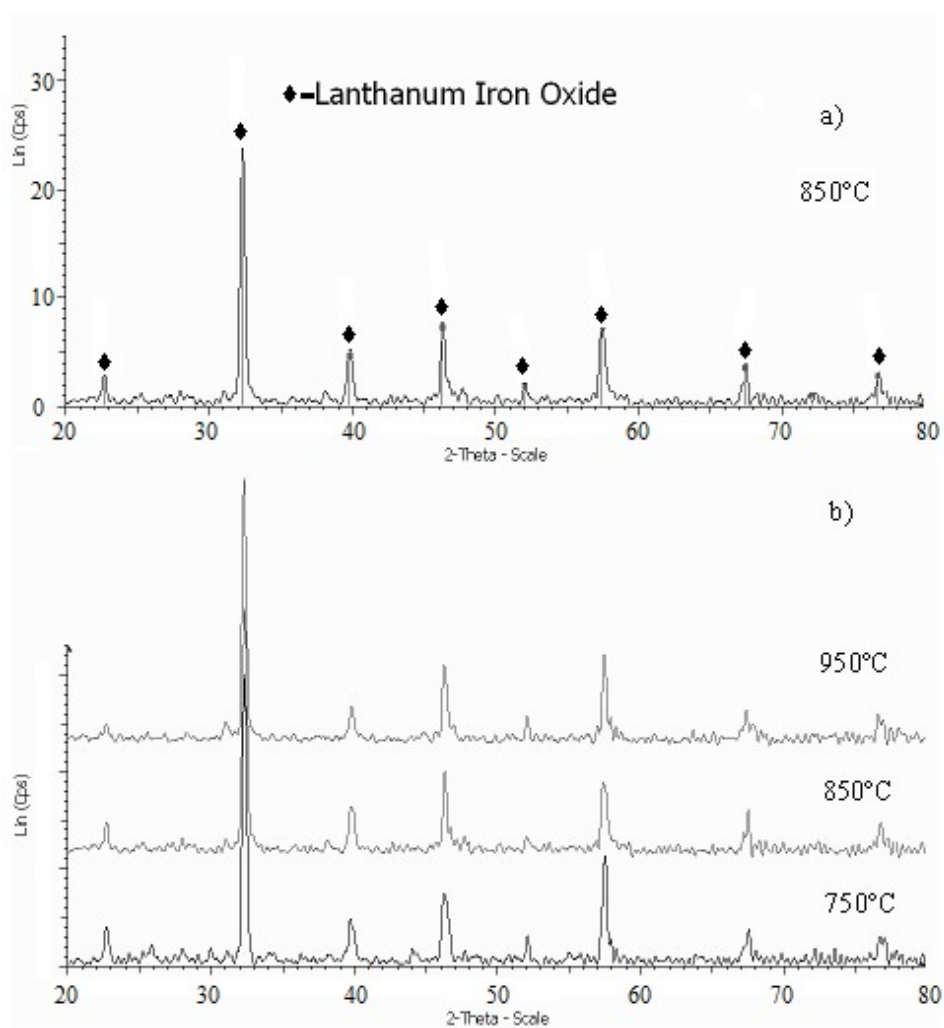 30
◆-Lanthanum Iron Oxide
a)
Lin (Cps)
850°C
20
10
0
20 30 40 50 60 70 80
2-Theta - Scale
b)
950°C
Lin (Cps)
850°C
750°C
20 30 40 50 60 70 80
2-Theta - Scale